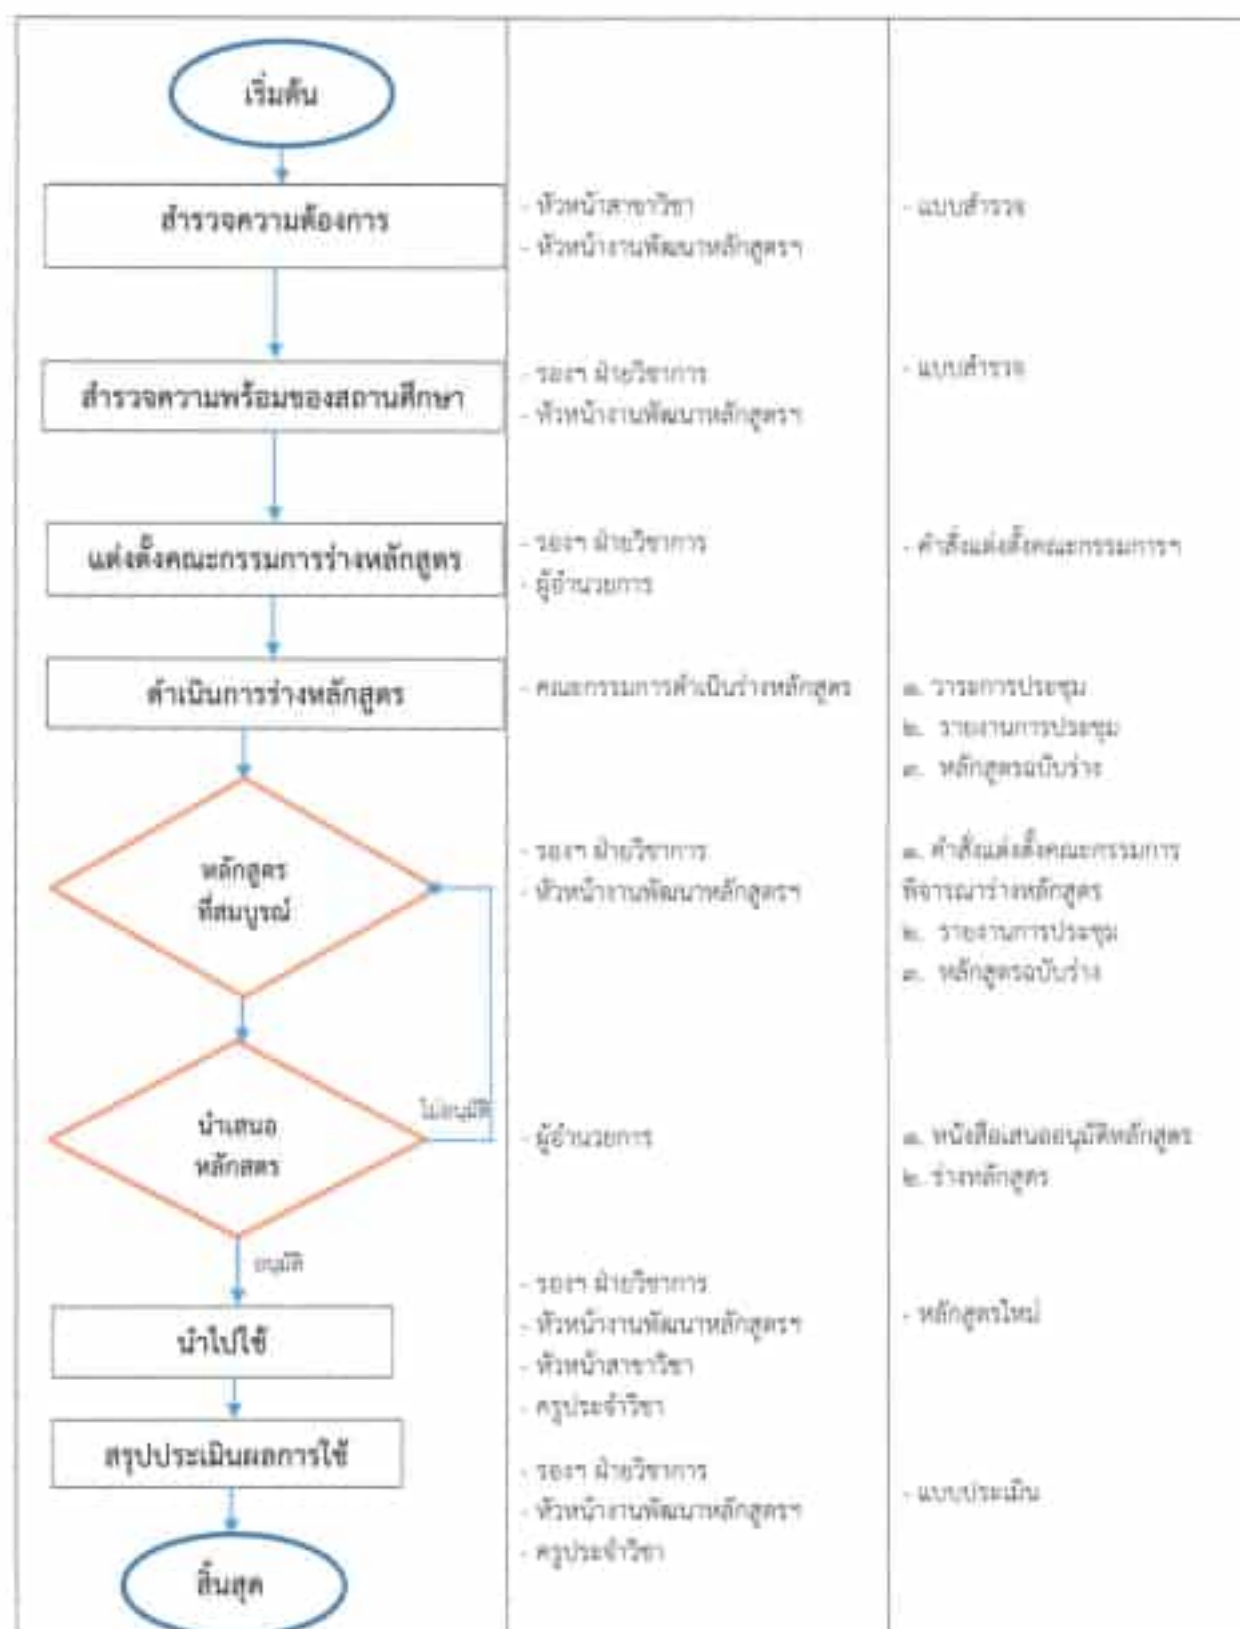 เริ่มต้น
สำรวจความต้องการ
- หัวหน้าสาขาวิชา
- หัวหน้างานพัฒนาหลักสูตรฯ
- แบบสำรวจ
สำรวจความพร้อมของสถานศึกษา
- รองฯ ฝ่ายวิชาการ
- หัวหน้างานพัฒนาหลักสูตรฯ
- แบบสำรวจ
แต่งตั้งคณะกรรมการร่างหลักสูตร
- รองฯ ฝ่ายวิชาการ
- ผู้อำนวยการ
- คำสั่งแต่งตั้งคณะกรรมการฯ
ดำเนินการร่างหลักสูตร
- คณะกรรมการดำเนินร่างหลักสูตร
๑. วาระการประชุม
๒. รายงานการประชุม
๓. หลักสูตรฉบับร่าง
หลักสูตร
ที่สมบูรณ์
- รองฯ ฝ่ายวิชาการ
- หัวหน้างานพัฒนาหลักสูตรฯ
๑. คำสั่งแต่งตั้งคณะกรรมการ
พิจารณาร่างหลักสูตร
๒. รายงานการประชุม
๓. หลักสูตรฉบับร่าง
นำเสนอ
หลักสตร
ไม่อนุมัติ
- ผู้อำนวยการ
๑. หนังสือเสนออนุมัติหลักสูตร
๒. ร่างหลักสูตร
อนุมัติ
นำไปใช้
- รองฯ ฝ่ายวิชาการ
- หัวหน้างานพัฒนาหลักสูตรฯ
- หัวหน้าสาขาวิชา
- ครูประจำวิชา
- หลักสูตรใหม่
สรุปประเมินผลการใช้
- รองฯ ฝ่ายวิชาการ
- หัวหน้างานพัฒนาหลักสูตรฯ
- ครูประจำวิชา
- แบบประเมิน
สิ้นสุด